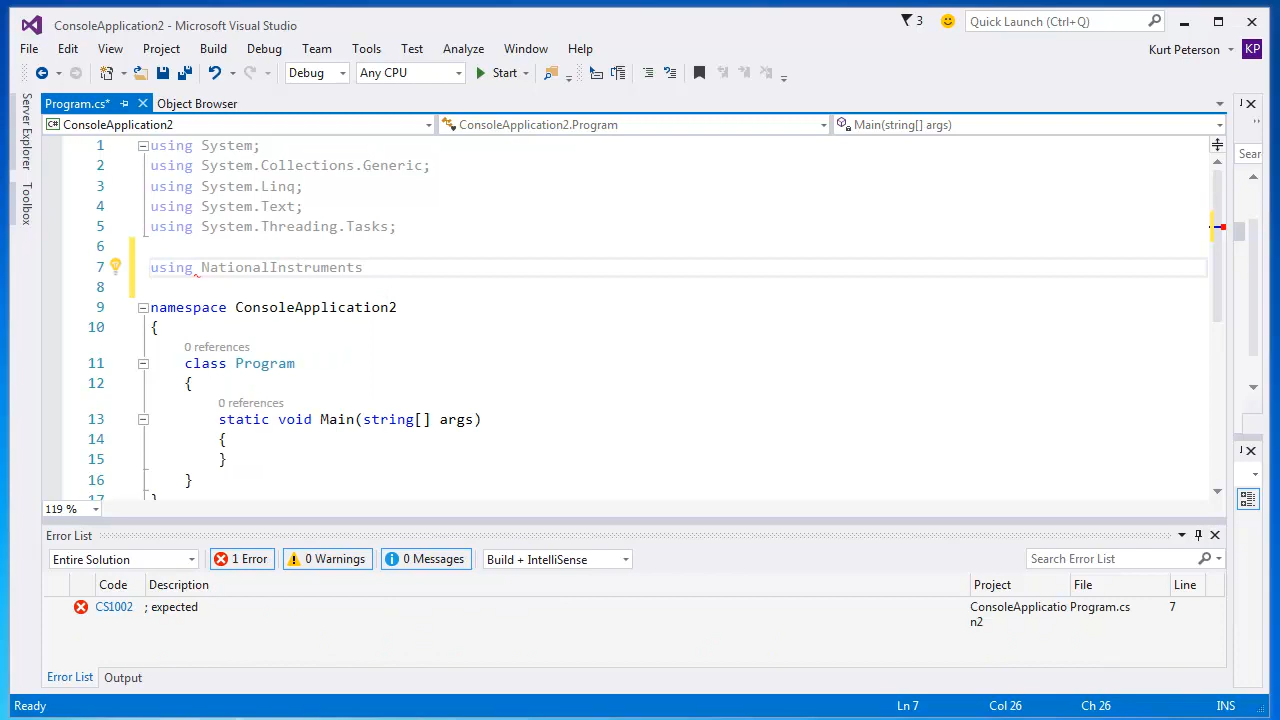 ConsoleApplication2 - Microsoft Visual Studio
3
Quick Launch (Ctrl+Q)
File Edit View Project Build Debug Team Tools Test Analyze Window Help
Kurt Peterson
KP
Debug
Any CPU
Start
Server Explorer
Toolbox
Program.cs*
Object Browser
C# ConsoleApplication2
ConsoleApplication2.Program
Main(string[] args)
Sear
1 using System;
2 using System.Collections.Generic;
3 using System.Linq;
4 using System.Text;
5 using System.Threading.Tasks;
6
7 using NationalInstruments
8
9 namespace ConsoleApplication2
10 {
0 references
11 class Program
12 {
0 references
13 static void Main(string[] args)
14 {
15 }
16 }
17 }
119 %
Error List
Entire Solution
1 Error
0 Warnings
0 Messages
Build + IntelliSense
Search Error List
Code Description Project File Line
CS1002 ; expected ConsoleApplicatio Program.cs 7
n2
Error List
Output
Ready
Ln 7
Col 26
Ch 26
INS